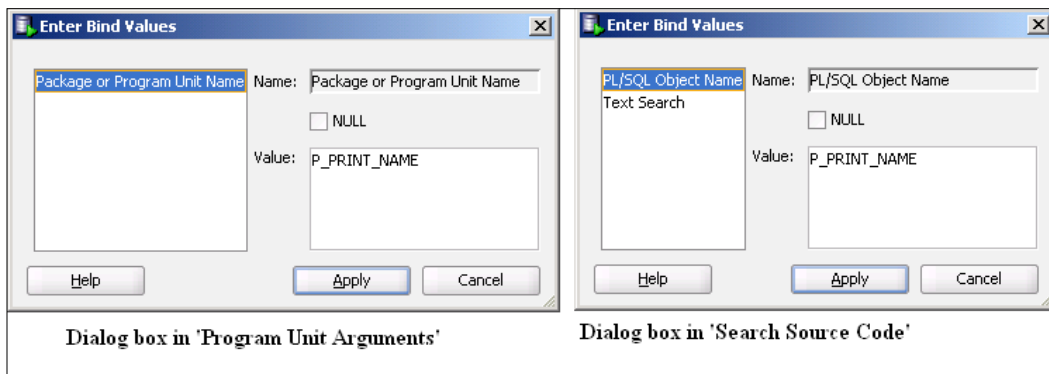 Enter Bind Values
Package or Program Unit Name
Name: Package or Program Unit Name
NULL
Value: P_PRINT_NAME
Help
Apply
Cancel
Dialog box in 'Program Unit Arguments'
Enter Bind Values
PL/SQL Object Name
Text Search
Name: PL/SQL Object Name
NULL
Value: P_PRINT_NAME
Help
Apply
Cancel
Dialog box in 'Search Source Code'